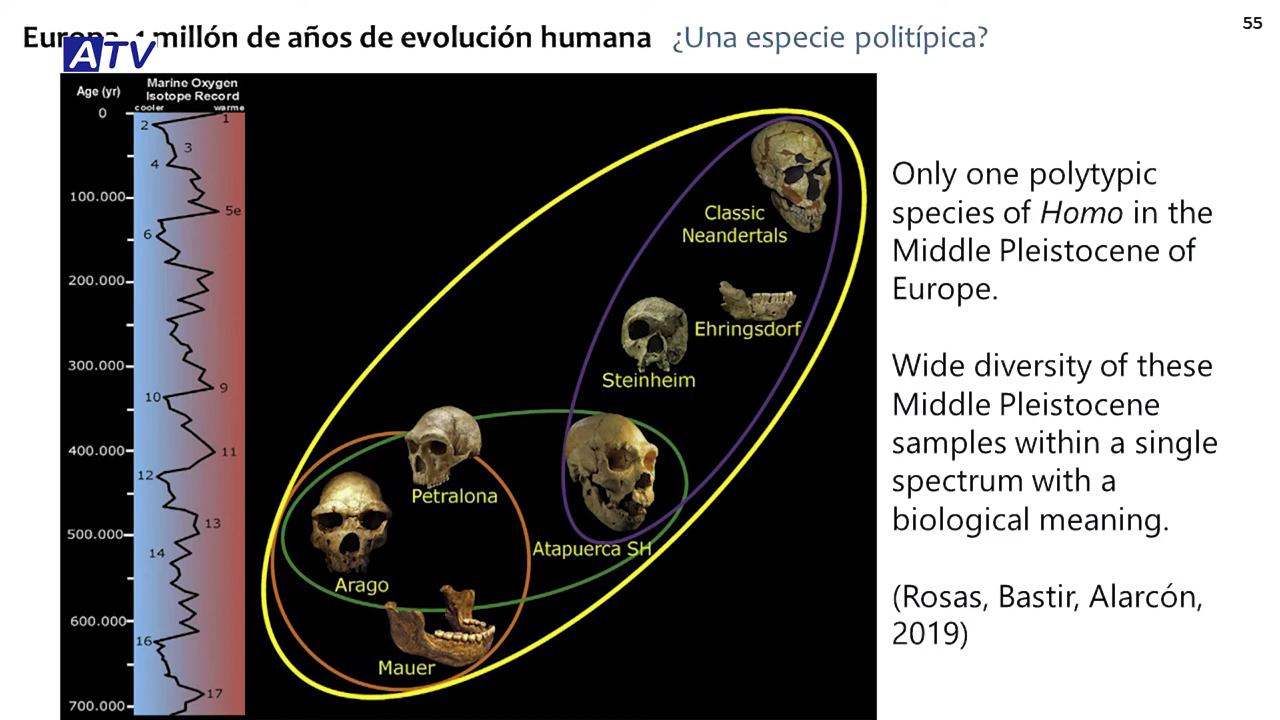 Europa, 1 millón de años de evolución humana ¿Una especie politípica?
55
ATV
Age (yr)
Marine Oxygen
Isotope Record
cooler warme
0
100.000
200.000
300.000
400.000
500.000
600.000
700.000
1
2
3
4
5e
6
9
10
11
12
13
14
16
17
Classic
Neandertals
Ehringsdorf
Steinheim
Petralona
Atapuerca SH
Arago
Mauer
Only one polytypic
species of Homo in the
Middle Pleistocene of
Europe.
Wide diversity of these
Middle Pleistocene
samples within a single
spectrum with a
biological meaning.
(Rosas, Bastir, Alarcón,
2019)